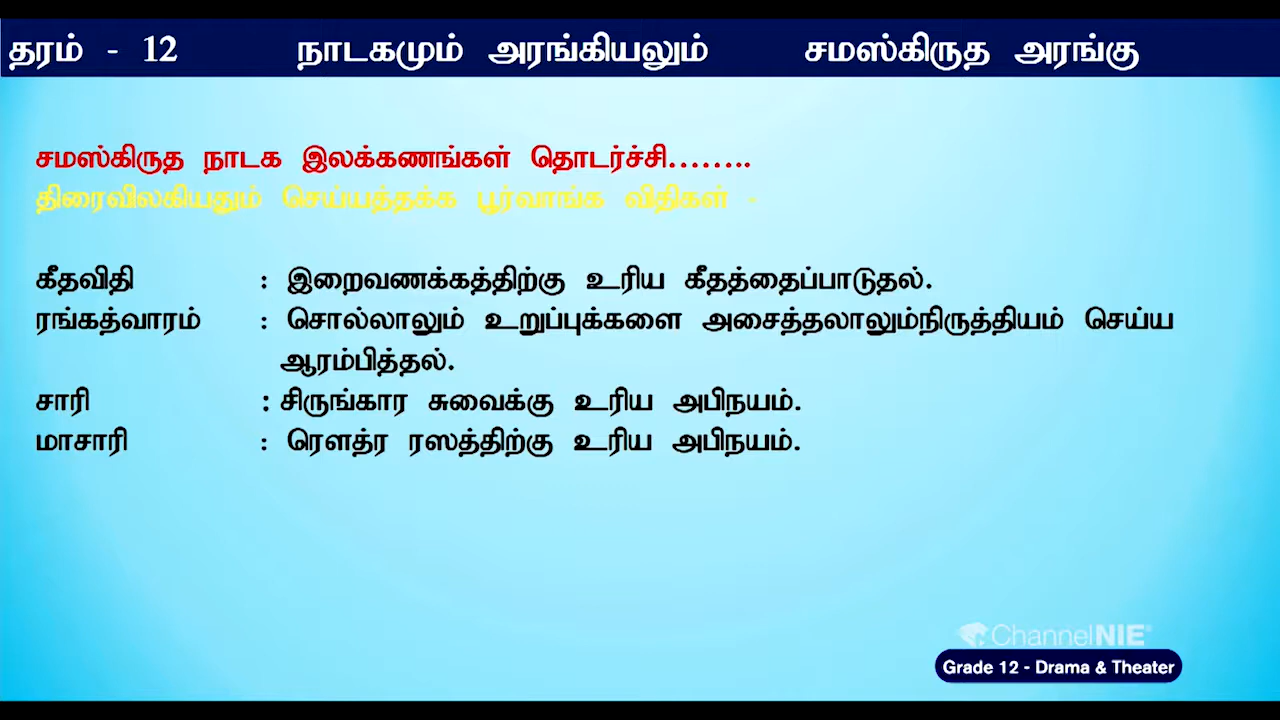 தரம் - 12 நாடகமும் அரங்கியலும் சமஸ்கிருத அரங்கு
சமஸ்கிருத நாடக இலக்கணங்கள் தொடர்ச்சி........
திரைவிலகியதும் செய்யத்தக்க பூர்வாங்க விதிகள் -
கீதவிதி : இறைவணக்கத்திற்கு உரிய கீதத்தைப்பாடுதல்.
ரங்கத்வாரம் : சொல்லாலும் உறுப்புக்களை அசைத்தலாலும்நிருத்தியம் செய்ய
ஆரம்பித்தல்.
சாரி : சிருங்கார சுவைக்கு உரிய அபிநயம்.
மாசாரி : ரௌத்ர ரஸத்திற்கு உரிய அபிநயம்.
ChannelNIE
Grade 12 - Drama & Theater